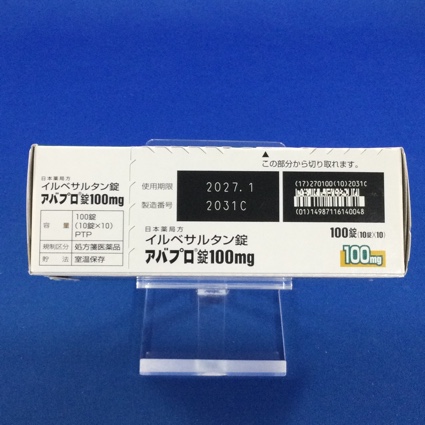 日本薬局方
イルベサルタン錠
アバプロ®錠100mg
容量
100錠
(10錠×10)
PTP
規制区分 処方箋医薬品
貯法 室温保存
▲
この部分から切り取れます。
使用期限 2027.1
製造番号 2031C
(17)270100(10)2031C
(01)14987116140048
日本薬局方
イルベサルタン錠
アバプロ®錠100mg
100錠(10錠×10)
100mg